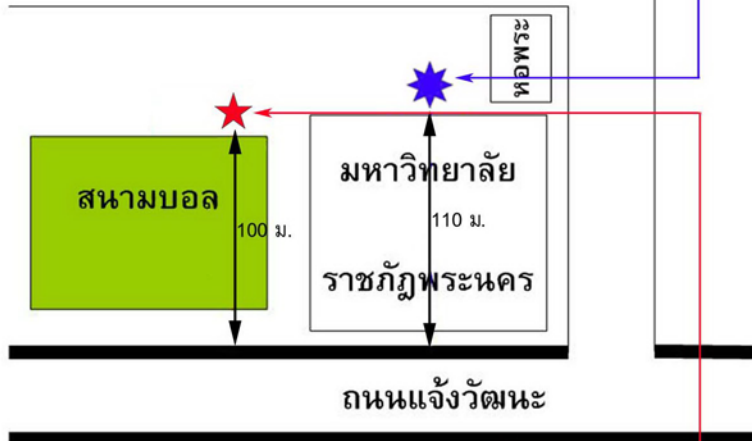 หอพระ
มหาวิทยาลัย
สนามบอล
110 ม.
100 ม.
ราชภัฎพระนคร
ถนนแจ้งวัฒนะ